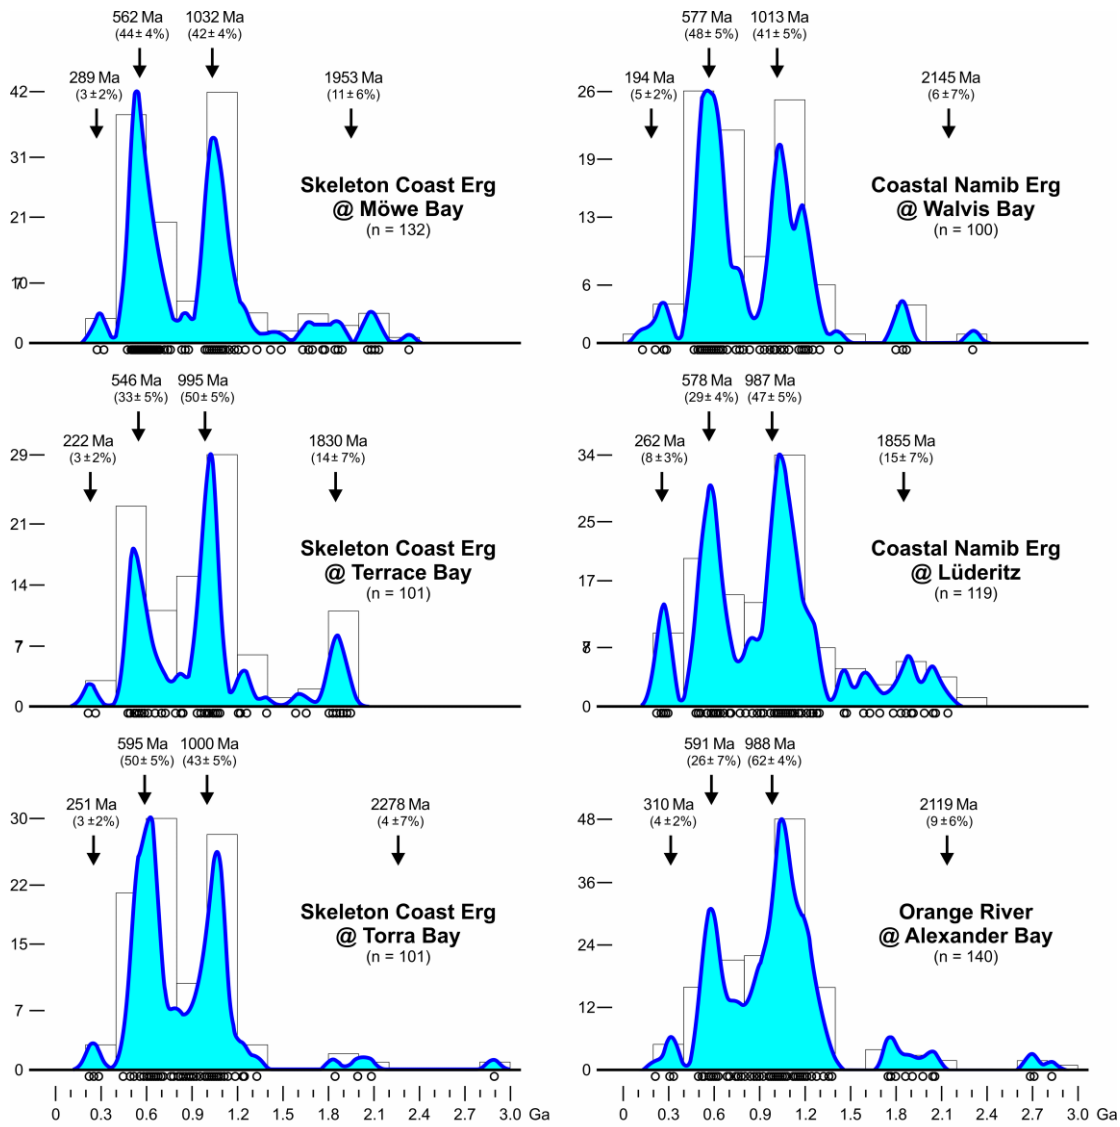 562 Ma
(44± 4%)
1032 Ma
(42± 4%)
289 Ma
(3 ±2%)
1953 Ma
(11± 6%)
42
31
21
10
7
0
Skeleton Coast Erg
@ Möwe Bay
(n = 132)
577 Ma
(48± 5%)
1013 Ma
(41± 5%)
194 Ma
(5 ±2%)
2145 Ma
(6 ±7%)
26
19
13
6
0
Coastal Namib Erg
@ Walvis Bay
(n = 100)
546 Ma
(33± 5%)
995 Ma
(50± 5%)
222 Ma
(3 ±2%)
1830 Ma
(14± 7%)
29
21
14
7
0
Skeleton Coast Erg
@ Terrace Bay
(n = 101)
578 Ma
(29± 4%)
987 Ma
(47± 5%)
262 Ma
(8 ±3%)
1855 Ma
(15± 7%)
34
25
17
8
0
Coastal Namib Erg
@ Lüderitz
(n = 119)
595 Ma
(50± 5%)
1000 Ma
(43± 5%)
251 Ma
(3 ±2%)
2278 Ma
(4 ±7%)
30
22
15
7
0
Skeleton Coast Erg
@ Torra Bay
(n = 101)
0 0.3 0.6 0.9 1.2 1.5 1.8 2.1 2.4 2.7 3.0 Ga
591 Ma
(26± 7%)
988 Ma
(62± 4%)
310 Ma
(4 ±2%)
2119 Ma
(9 ±6%)
48
36
24
12
0
Orange River
@ Alexander Bay
(n = 140)
0 0.3 0.6 0.9 1.2 1.5 1.8 2.1 2.4 2.7 3.0 Ga